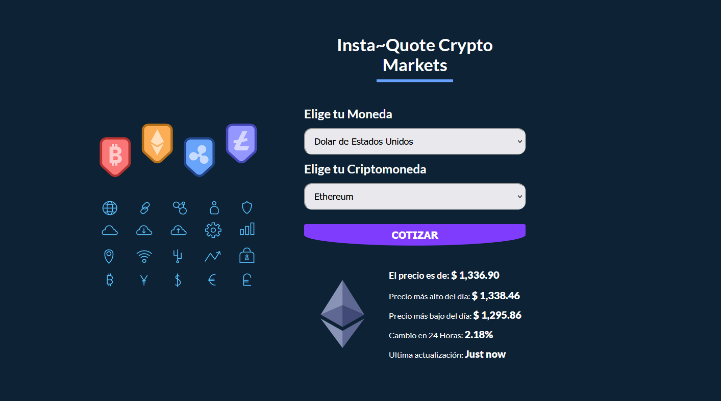 Insta~Quote Crypto
Markets
Elige tu Moneda
Dolar de Estados Unidos
Elige tu Criptomoneda
Ethereum
COTIZAR
El precio es de: $ 1,336.90
Precio más alto del día: $ 1,338.46
Precio más bajo del día: $ 1,295.86
Cambio en 24 Horas: 2.18%
Ultima actualización: Just now